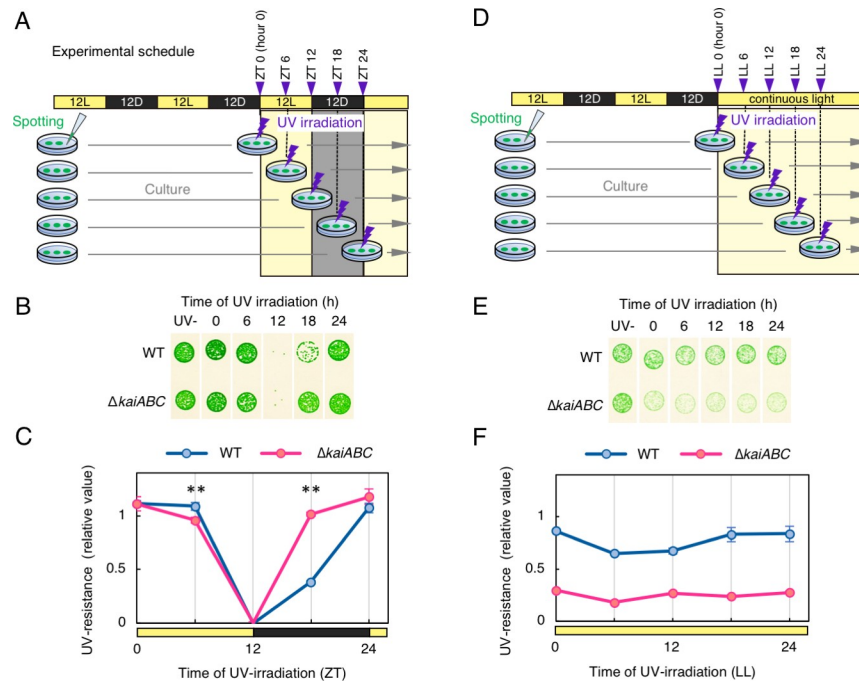 A
Experimental schedule
ZT 0 (hour 0)
ZT 6
ZT 12
ZT 18
ZT 24
12L 12D 12L 12D 12L 12D
Spotting
UV irradiation
Culture
B
Time of UV irradiation (h)
UV- 0 6 12 18 24
WT
ΔkaiABC
C
WT ΔkaiABC
UV-resistance (relative value)
1
0.5
0
** **
0 12 24
Time of UV-irradiation (ZT)
D
LL 0 (hour 0)
LL 6
LL 12
LL 18
LL 24
12L 12D 12L 12D continuous light
Spotting
UV irradiation
Culture
E
Time of UV irradiation (h)
UV- 0 6 12 18 24
WT
ΔkaiABC
F
WT ΔkaiABC
UV-resistance (relative value)
1
0.5
0
0 12 24
Time of UV-irradiation (LL)